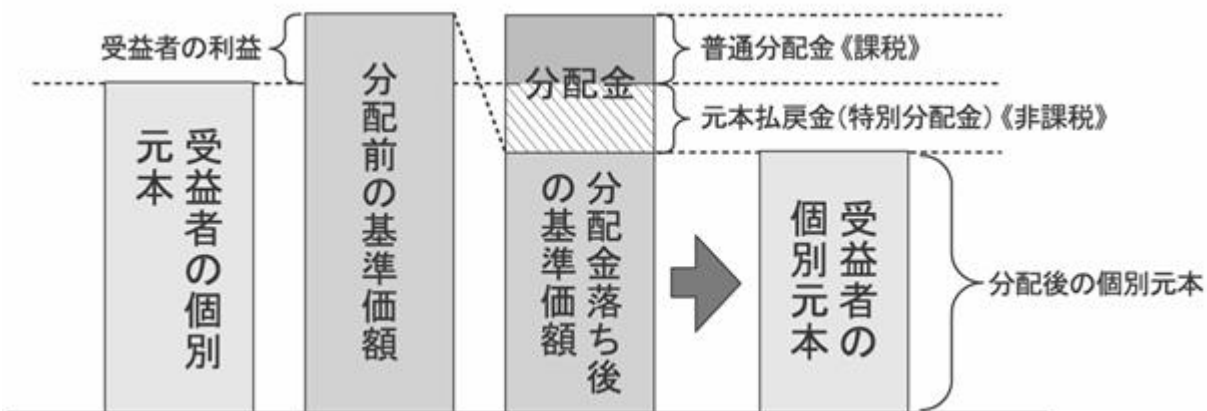 受益者の利益
受益者の個別
元本
分配前の基準価額
分配金
分配金落ち後
の基準価額
普通分配金《課税》
元本払戻金(特別分配金)《非課税》
受益者の
個別元本
分配後の個別元本